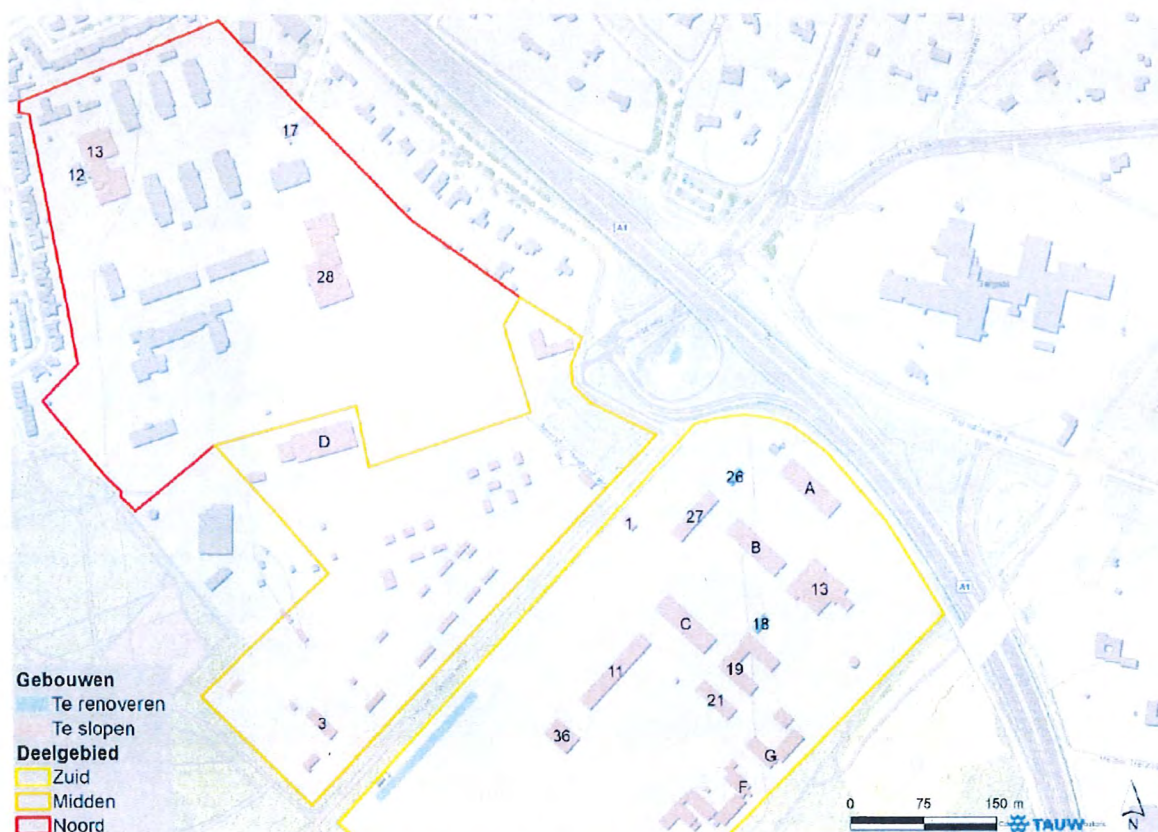 17
13
12
A1
28
D
26
A
27
1
B
13
A1
C
18
11
19
21
3
36
G
F
Gebouwen
Te renoveren
Te slopen
Deelgebied
Zuid
Midden
Noord
0 75 150 m
TAUW
N